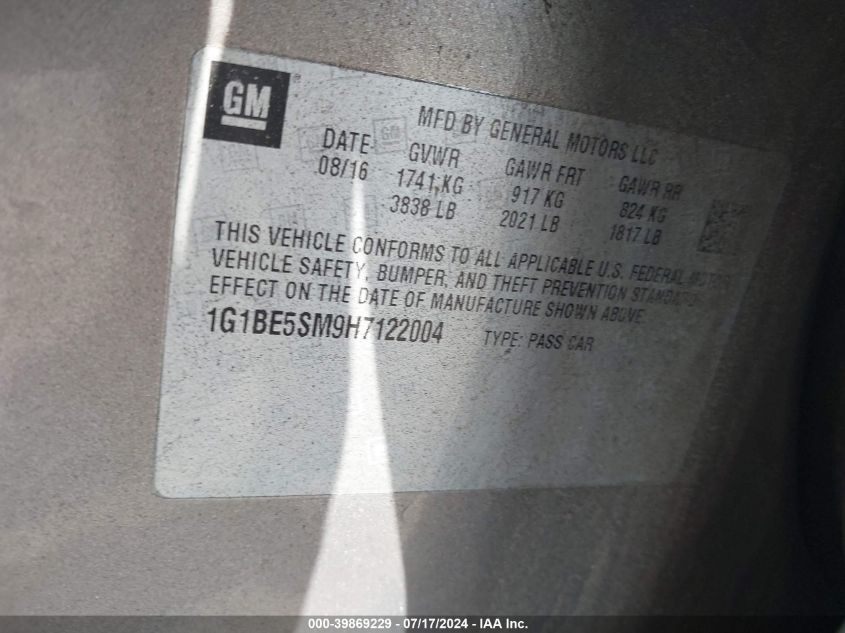 GM
MFD BY GENERAL MOTORS LLC
DATE GVWR GAWR FRT GAWR RR
08/16 1741 KG 917 KG 824 KG
3838 LB 2021 LB 1817 LB
THIS VEHICLE CONFORMS TO ALL APPLICABLE U.S. FEDERAL MOTOR
VEHICLE SAFETY, BUMPER, AND THEFT PREVENTION STANDARDS
EFFECT ON THE DATE OF MANUFACTURE SHOWN ABOVE.
1G1BE5SM9H7122004 TYPE: PASS CAR
000-39869229 - 07/17/2024 - IAA Inc.